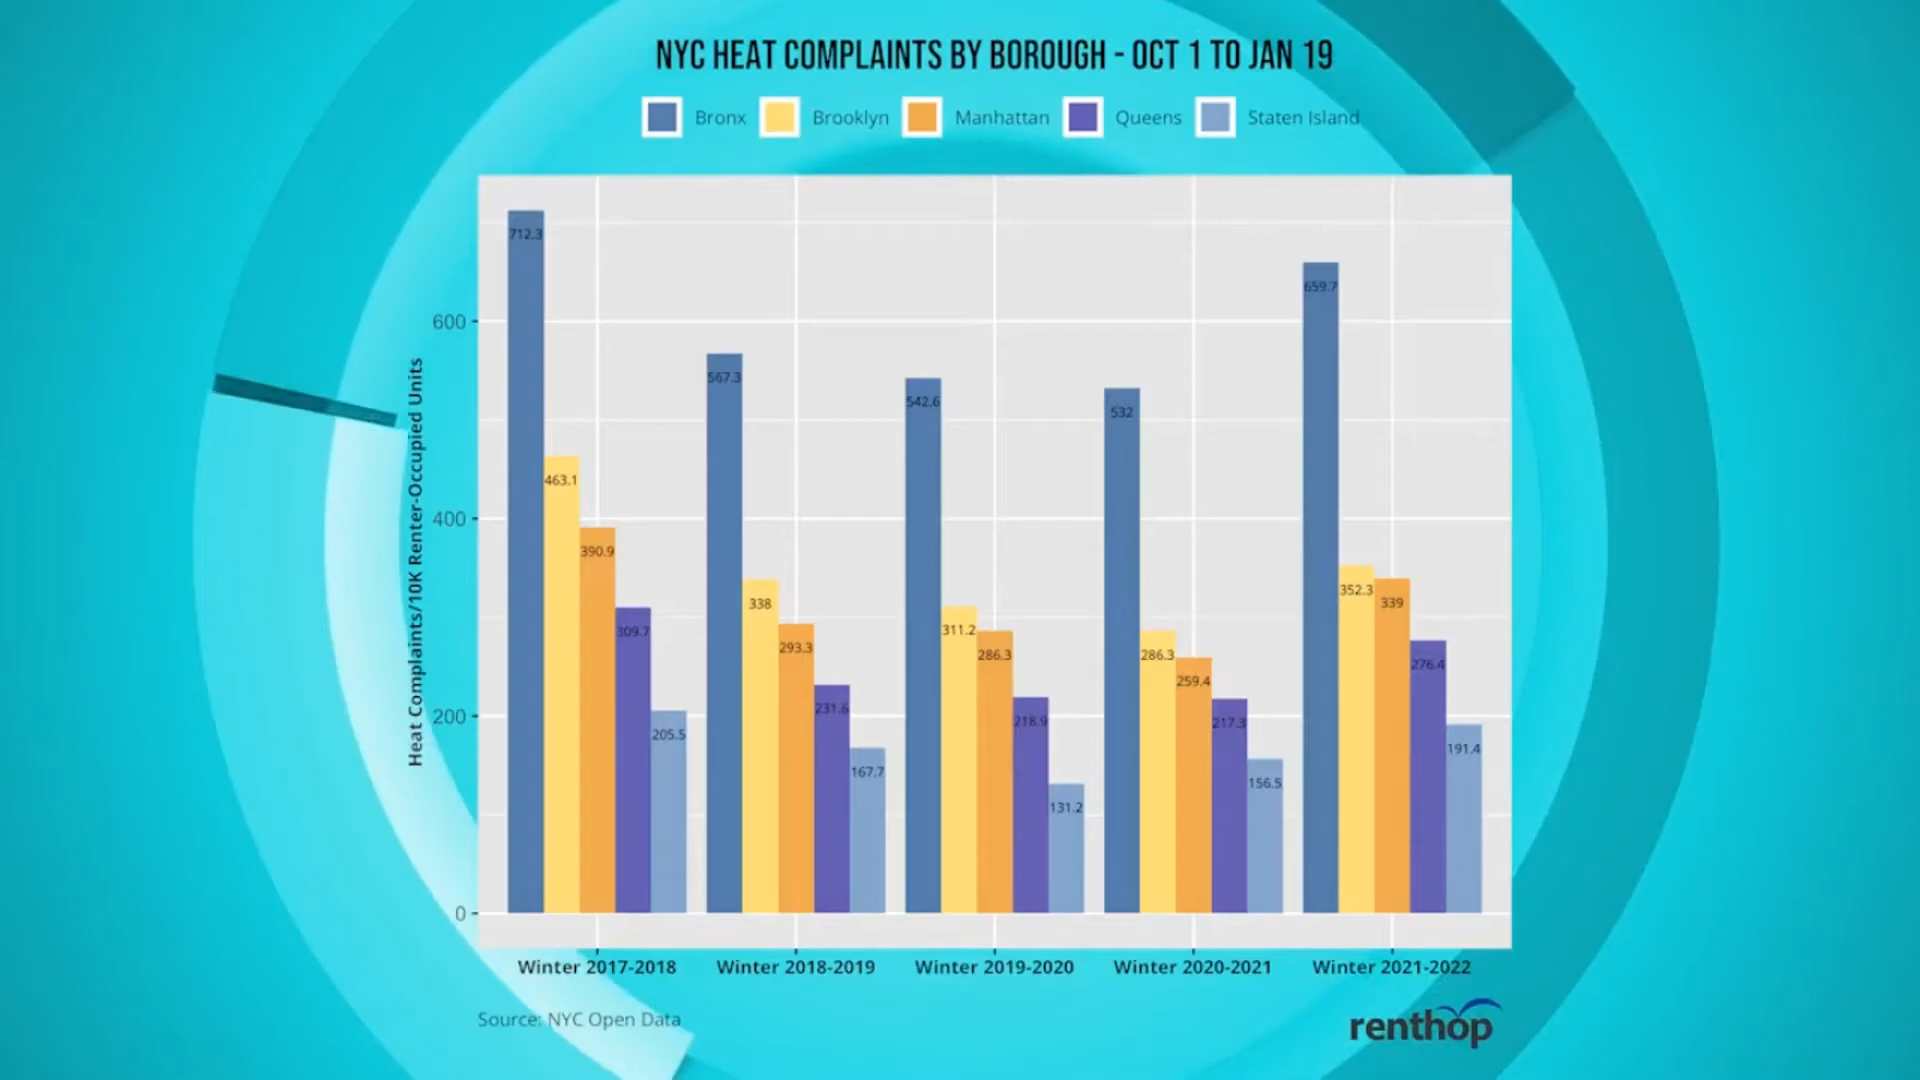 NYC HEAT COMPLAINTS BY BOROUGH - OCT 1 TO JAN 19
Bronx Brooklyn Manhattan Queens Staten Island
Heat Complaints/10K Renter-Occupied Units
600
400
200
0
712.3 463.1 390.9 309.7 205.5
567.3 338 293.3 231.6 167.7
542.6 311.2 286.3 218.9 131.2
532 286.3 259.4 217.3 156.5
659.7 352.3 339 276.4 191.4
Winter 2017-2018 Winter 2018-2019 Winter 2019-2020 Winter 2020-2021 Winter 2021-2022
Source: NYC Open Data
renthop